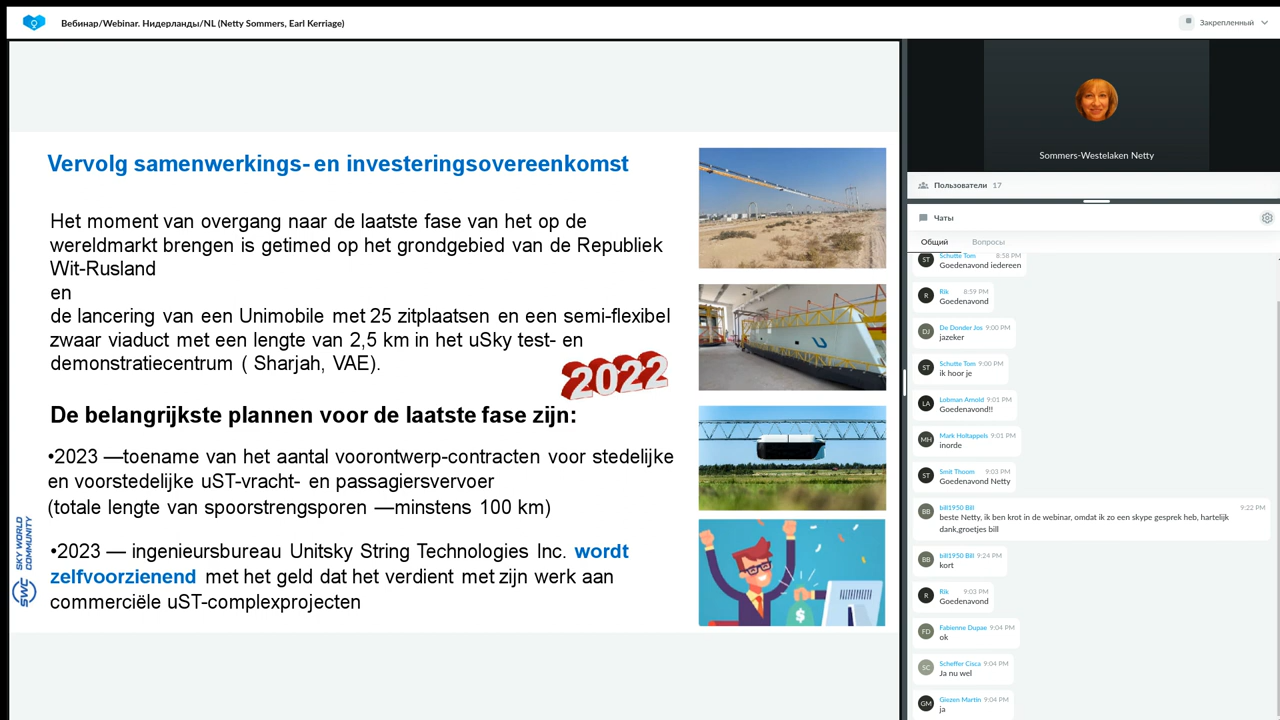 Вебинар/Webinar. Нидерланды/NL (Netty Sommers, Earl Kerriage)
Закрепленный
Vervolg samenwerkings- en investeringsovereenkomst
Het moment van overgang naar de laatste fase van het op de
wereldmarkt brengen is getimed op het grondgebied van de Republiek
Wit-Rusland
en
de lancering van een Unimobile met 25 zitplaatsen en een semi-flexibel
zwaar viaduct met een lengte van 2,5 km in het uSky test- en
demonstratiecentrum ( Sharjah, VAE).
2022
De belangrijkste plannen voor de laatste fase zijn:
•2023 —toename van het aantal voorontwerp-contracten voor stedelijke
en voorstedelijke uST-vracht- en passagiersvervoer
(totale lengte van spoorstrengsporen —minstens 100 km)
•2023 — ingenieursbureau Unitsky String Technologies Inc. wordt
zelfvoorzienend met het geld dat het verdient met zijn werk aan
commerciële uST-complexprojecten
SWC SKY WORLD
COMMUNITY
$
Sommers-Westelaken Netty
Пользователи 17
Чаты
Общий Вопросы
ST Schutte Tom 8:58 PM
Goedenavond iedereen
R Rik 8:59 PM
Goedenavond
DJ De Donder Jos 9:00 PM
jazeker
ST Schutte Tom 9:00 PM
ik hoor je
LA Lobman Arnold 9:01 PM
Goedenavond!!
MH Mark Holtappels 9:01 PM
inorde
ST Smit Thoom 9:03 PM
Goedenavond Netty
BB bill1950 Bill 9:22 PM
beste Netty, ik ben krot in de webinar, omdat ik zo een skype gesprek heb, hartelijk
dank,groetjes bill
BB bill1950 Bill 9:24 PM
kort
R Rik 9:03 PM
Goedenavond
FD Fabienne Dupae 9:04 PM
ok
SC Scheffer Cisca 9:04 PM
Ja nu wel
GM Giezen Martin 9:04 PM
ja